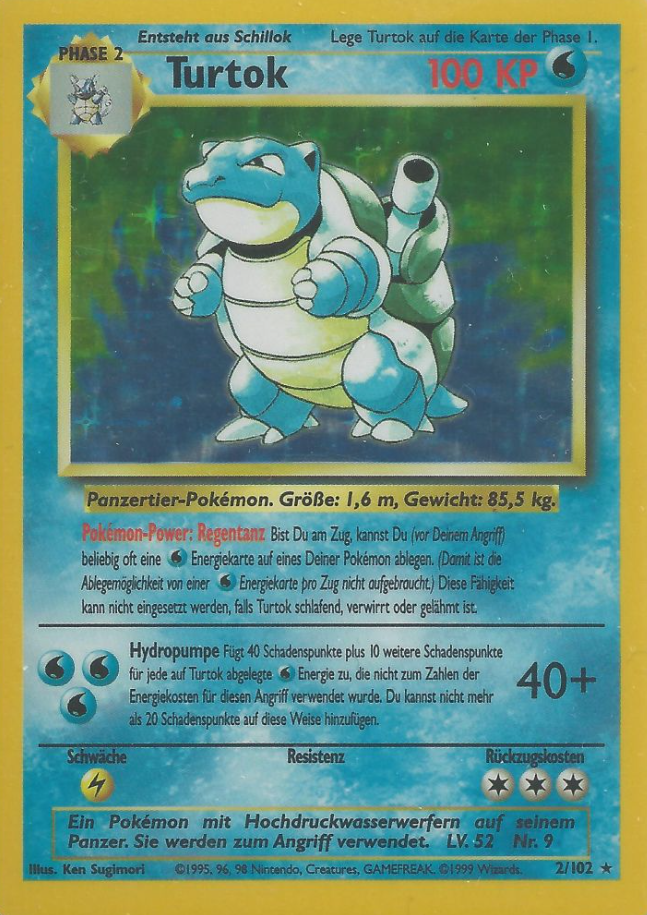 Entsteht aus Schillok Lege Turtok auf die Karte der Phase 1.
PHASE 2
Turtok 100 KP
Panzertier-Pokémon. Größe: 1,6 m, Gewicht: 85,5 kg.
Pokémon-Power: Regentanz Bist Du am Zug, kannst Du (vor Deinem Angriff)
beliebig oft eine Energiekarte auf eines Deiner Pokémon ablegen. (Damit ist die
Ablegemöglichkeit von einer Energiekarte pro Zug nicht aufgebraucht.) Diese Fähigkeit
kann nicht eingesetzt werden, falls Turtok schlafend, verwirrt oder gelähmt ist.
Hydropumpe Fügt 40 Schadenspunkte plus 10 weitere Schadenspunkte
für jede auf Turtok abgelegte Energie zu, die nicht zum Zahlen der
Energiekosten für diesen Angriff verwendet wurde. Du kannst nicht mehr
als 20 Schadenspunkte auf diese Weise hinzufügen.
40+
Schwäche Resistenz Rückzugskosten
Ein Pokémon mit Hochdruckwasserwerfern auf seinem
Panzer. Sie werden zum Angriff verwendet. LV. 52 Nr. 9
Illus. Ken Sugimori ©1995, 96, 98 Nintendo, Creatures, GAMEFREAK. ©1999 Wizards. 2/102 ★